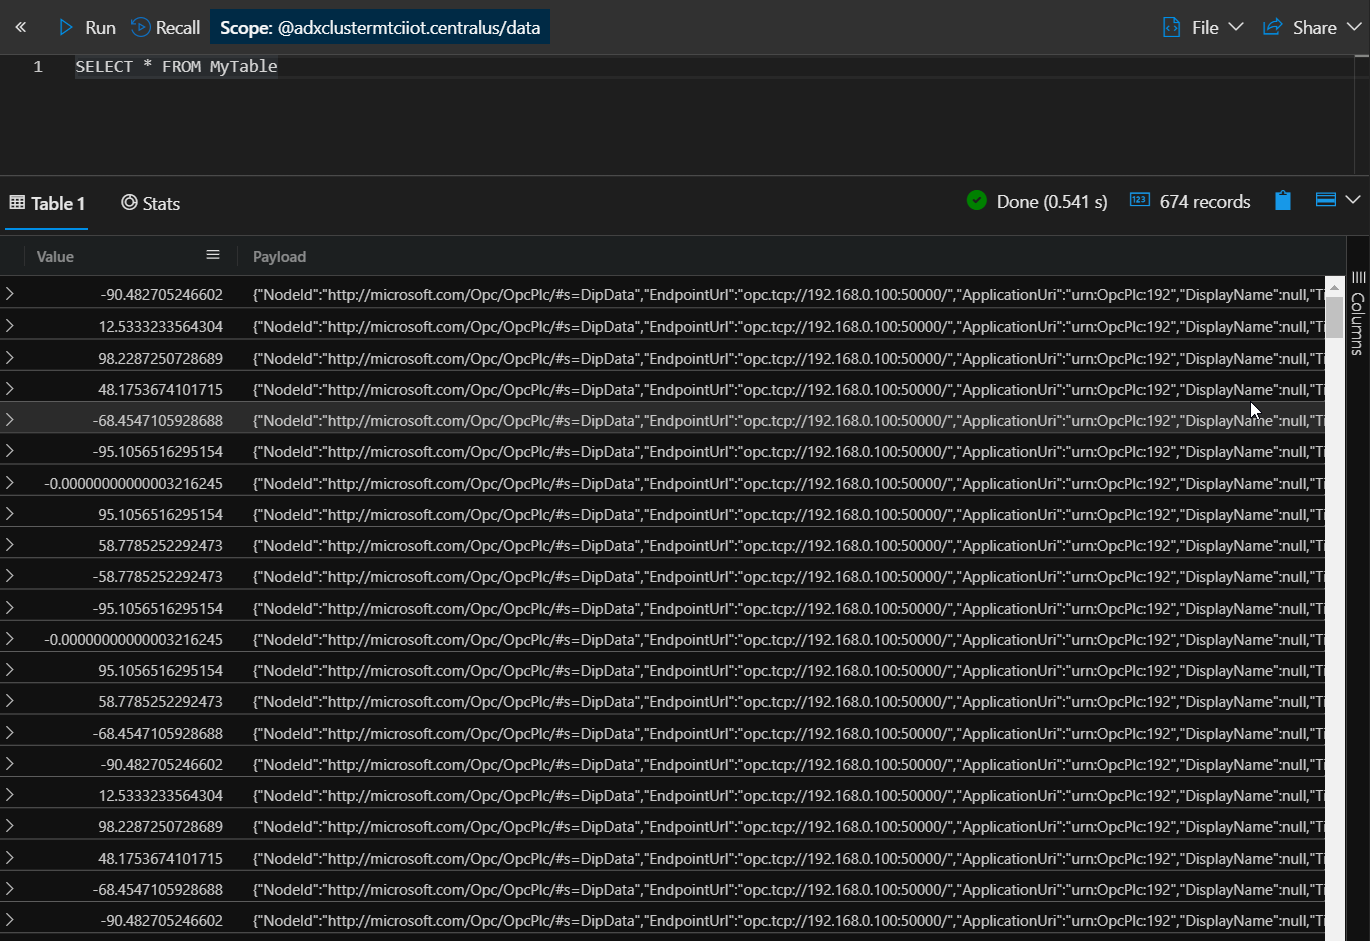 « Run Recall Scope: @adxclustermtciiot.centralus/data File Share
1 SELECT * FROM MyTable
Table 1 Stats Done (0.541 s) 123 674 records
Value Payload
-90.482705246602 {"NodeId":"http://microsoft.com/Opc/OpcPlc/#s=DipData","EndpointUrl":"opc.tcp://192.168.0.100:50000/","ApplicationUri":"urn:OpcPlc:192","DisplayName":null,"Ti
12.5333233564304 {"NodeId":"http://microsoft.com/Opc/OpcPlc/#s=DipData","EndpointUrl":"opc.tcp://192.168.0.100:50000/","ApplicationUri":"urn:OpcPlc:192","DisplayName":null,"Ti
Columns
98.2287250728689 {"NodeId":"http://microsoft.com/Opc/OpcPlc/#s=DipData","EndpointUrl":"opc.tcp://192.168.0.100:50000/","ApplicationUri":"urn:OpcPlc:192","DisplayName":null,"Ti
48.1753674101715 {"NodeId":"http://microsoft.com/Opc/OpcPlc/#s=DipData","EndpointUrl":"opc.tcp://192.168.0.100:50000/","ApplicationUri":"urn:OpcPlc:192","DisplayName":null,"Ti
-68.4547105928688 {"NodeId":"http://microsoft.com/Opc/OpcPlc/#s=DipData","EndpointUrl":"opc.tcp://192.168.0.100:50000/","ApplicationUri":"urn:OpcPlc:192","DisplayName":null,"Ti
-95.1056516295154 {"NodeId":"http://microsoft.com/Opc/OpcPlc/#s=DipData","EndpointUrl":"opc.tcp://192.168.0.100:50000/","ApplicationUri":"urn:OpcPlc:192","DisplayName":null,"Ti
-0.00000000000003216245 {"NodeId":"http://microsoft.com/Opc/OpcPlc/#s=DipData","EndpointUrl":"opc.tcp://192.168.0.100:50000/","ApplicationUri":"urn:OpcPlc:192","DisplayName":null,"Ti
95.1056516295154 {"NodeId":"http://microsoft.com/Opc/OpcPlc/#s=DipData","EndpointUrl":"opc.tcp://192.168.0.100:50000/","ApplicationUri":"urn:OpcPlc:192","DisplayName":null,"Ti
58.7785252292473 {"NodeId":"http://microsoft.com/Opc/OpcPlc/#s=DipData","EndpointUrl":"opc.tcp://192.168.0.100:50000/","ApplicationUri":"urn:OpcPlc:192","DisplayName":null,"Ti
-58.7785252292473 {"NodeId":"http://microsoft.com/Opc/OpcPlc/#s=DipData","EndpointUrl":"opc.tcp://192.168.0.100:50000/","ApplicationUri":"urn:OpcPlc:192","DisplayName":null,"Ti
-95.1056516295154 {"NodeId":"http://microsoft.com/Opc/OpcPlc/#s=DipData","EndpointUrl":"opc.tcp://192.168.0.100:50000/","ApplicationUri":"urn:OpcPlc:192","DisplayName":null,"Ti
-0.00000000000003216245 {"NodeId":"http://microsoft.com/Opc/OpcPlc/#s=DipData","EndpointUrl":"opc.tcp://192.168.0.100:50000/","ApplicationUri":"urn:OpcPlc:192","DisplayName":null,"Ti
95.1056516295154 {"NodeId":"http://microsoft.com/Opc/OpcPlc/#s=DipData","EndpointUrl":"opc.tcp://192.168.0.100:50000/","ApplicationUri":"urn:OpcPlc:192","DisplayName":null,"Ti
58.7785252292473 {"NodeId":"http://microsoft.com/Opc/OpcPlc/#s=DipData","EndpointUrl":"opc.tcp://192.168.0.100:50000/","ApplicationUri":"urn:OpcPlc:192","DisplayName":null,"Ti
-68.4547105928688 {"NodeId":"http://microsoft.com/Opc/OpcPlc/#s=DipData","EndpointUrl":"opc.tcp://192.168.0.100:50000/","ApplicationUri":"urn:OpcPlc:192","DisplayName":null,"Ti
-90.482705246602 {"NodeId":"http://microsoft.com/Opc/OpcPlc/#s=DipData","EndpointUrl":"opc.tcp://192.168.0.100:50000/","ApplicationUri":"urn:OpcPlc:192","DisplayName":null,"Ti
12.5333233564304 {"NodeId":"http://microsoft.com/Opc/OpcPlc/#s=DipData","EndpointUrl":"opc.tcp://192.168.0.100:50000/","ApplicationUri":"urn:OpcPlc:192","DisplayName":null,"Ti
98.2287250728689 {"NodeId":"http://microsoft.com/Opc/OpcPlc/#s=DipData","EndpointUrl":"opc.tcp://192.168.0.100:50000/","ApplicationUri":"urn:OpcPlc:192","DisplayName":null,"Ti
48.1753674101715 {"NodeId":"http://microsoft.com/Opc/OpcPlc/#s=DipData","EndpointUrl":"opc.tcp://192.168.0.100:50000/","ApplicationUri":"urn:OpcPlc:192","DisplayName":null,"Ti
-68.4547105928688 {"NodeId":"http://microsoft.com/Opc/OpcPlc/#s=DipData","EndpointUrl":"opc.tcp://192.168.0.100:50000/","ApplicationUri":"urn:OpcPlc:192","DisplayName":null,"Ti
-90.482705246602 {"NodeId":"http://microsoft.com/Opc/OpcPlc/#s=DipData","EndpointUrl":"opc.tcp://192.168.0.100:50000/","ApplicationUri":"urn:OpcPlc:192","DisplayName":null,"Ti